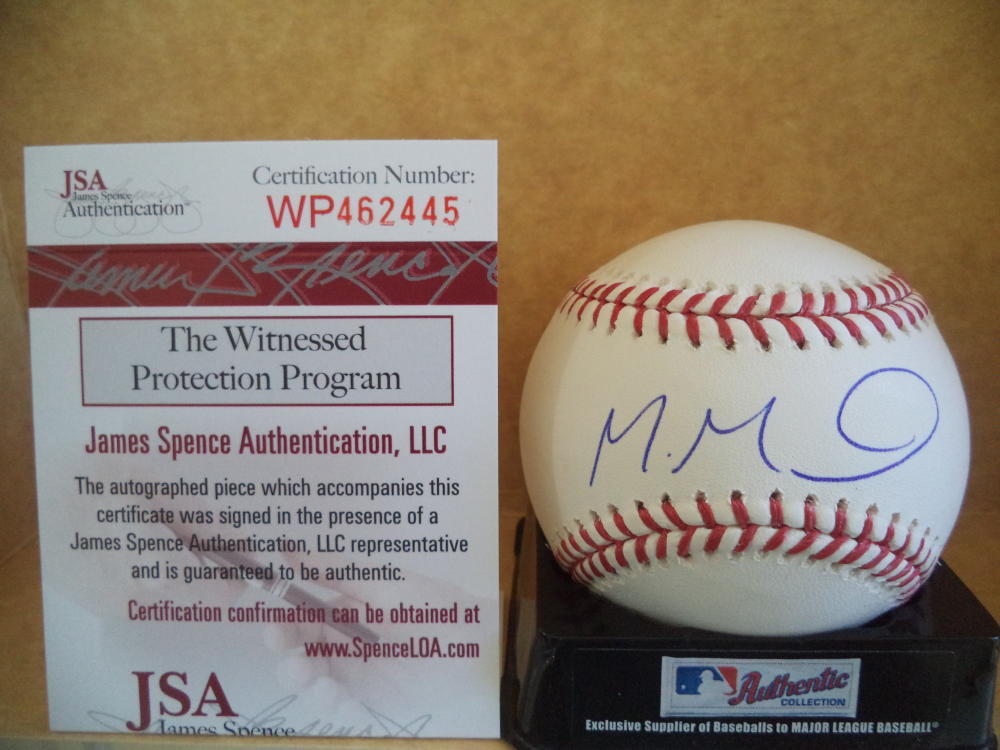 JSA
James Spence
Authentication
Certification Number:
WP462445
James Spence
The Witnessed
Protection Program
James Spence Authentication, LLC
The autographed piece which accompanies this
certificate was signed in the presence of a
James Spence Authentication, LLC representative
and is guaranteed to be authentic.
Certification confirmation can be obtained at
www.SpenceLOA.com
JSA
James Spence
M. M
Authentic
COLLECTION
Exclusive Supplier of Baseballs to MAJOR LEAGUE BASEBALL®